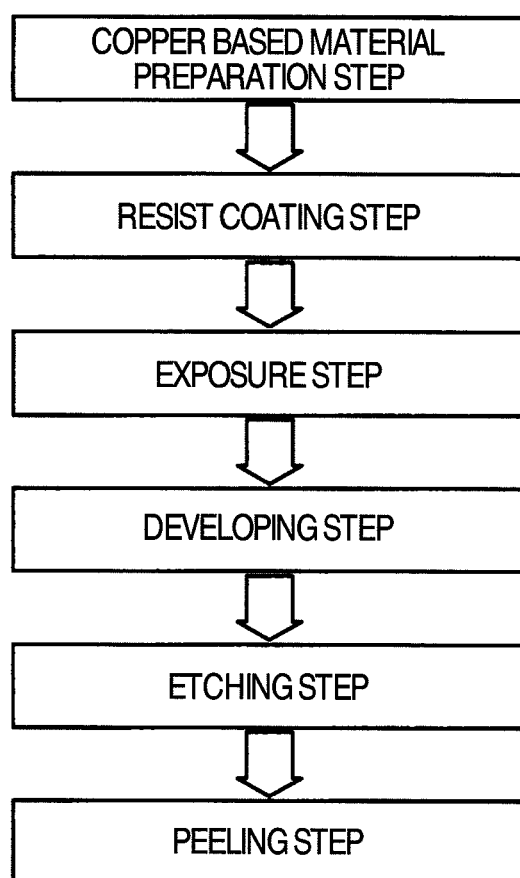 COPPER BASED MATERIAL
PREPARATION STEP
RESIST COATING STEP
EXPOSURE STEP
DEVELOPING STEP
ETCHING STEP
PEELING STEP